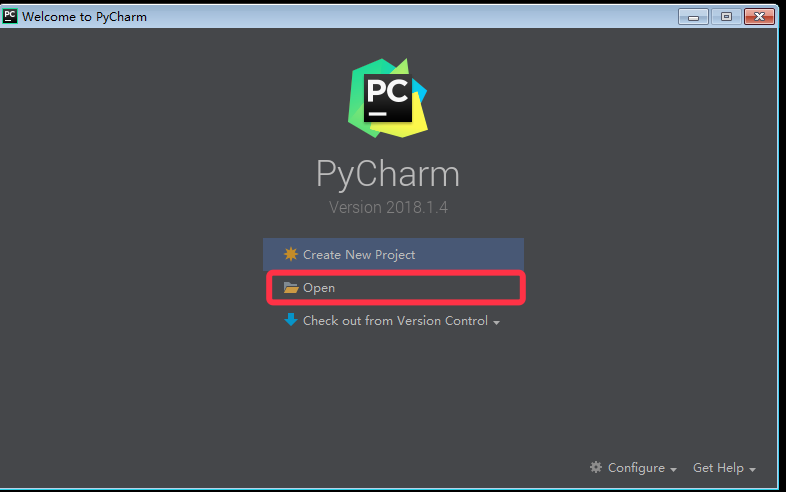 Welcome to PyCharm
PC
PyCharm
Version 2018.1.4
Create New Project
Open
Check out from Version Control
Configure Get Help